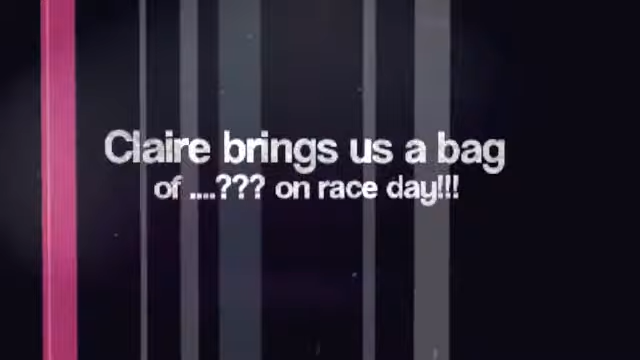 Claire brings us a bag
of ....??? on race day!!!